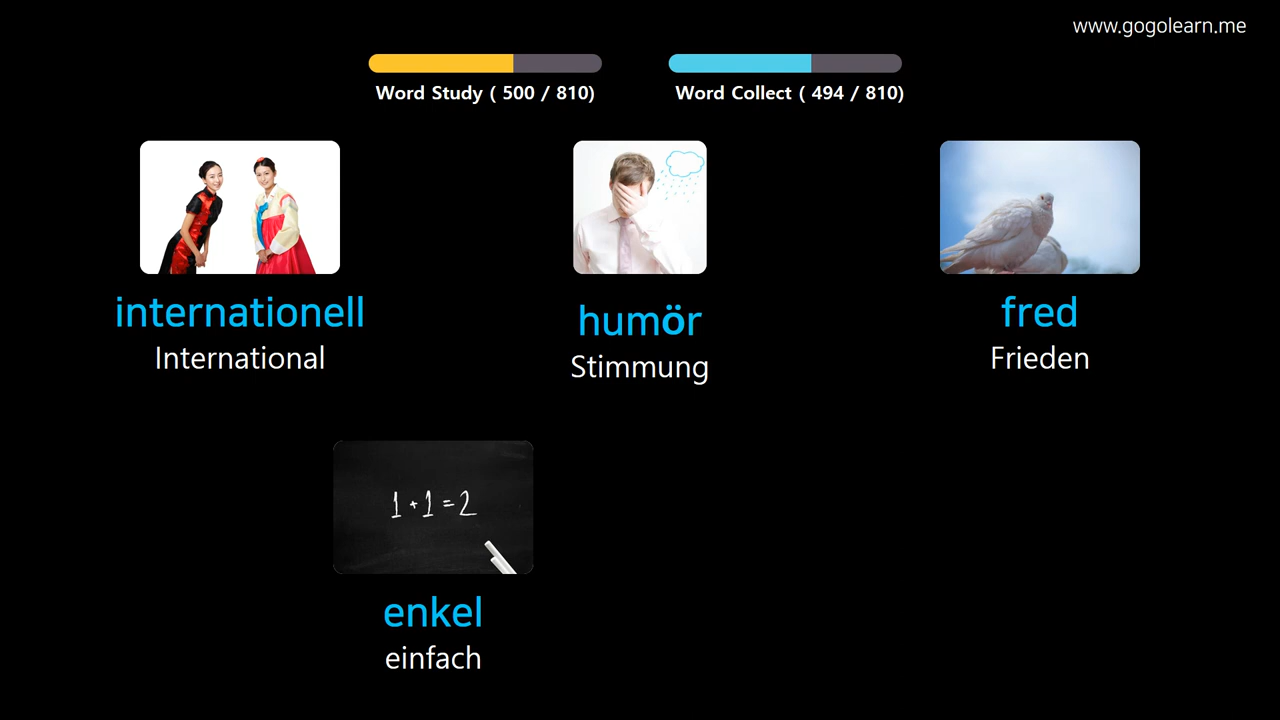 www.gogolearn.me
Word Study ( 500 / 810)
Word Collect ( 494 / 810)
internationell
International
humör
Stimmung
fred
Frieden
1 + 1 = 2
enkel
einfach